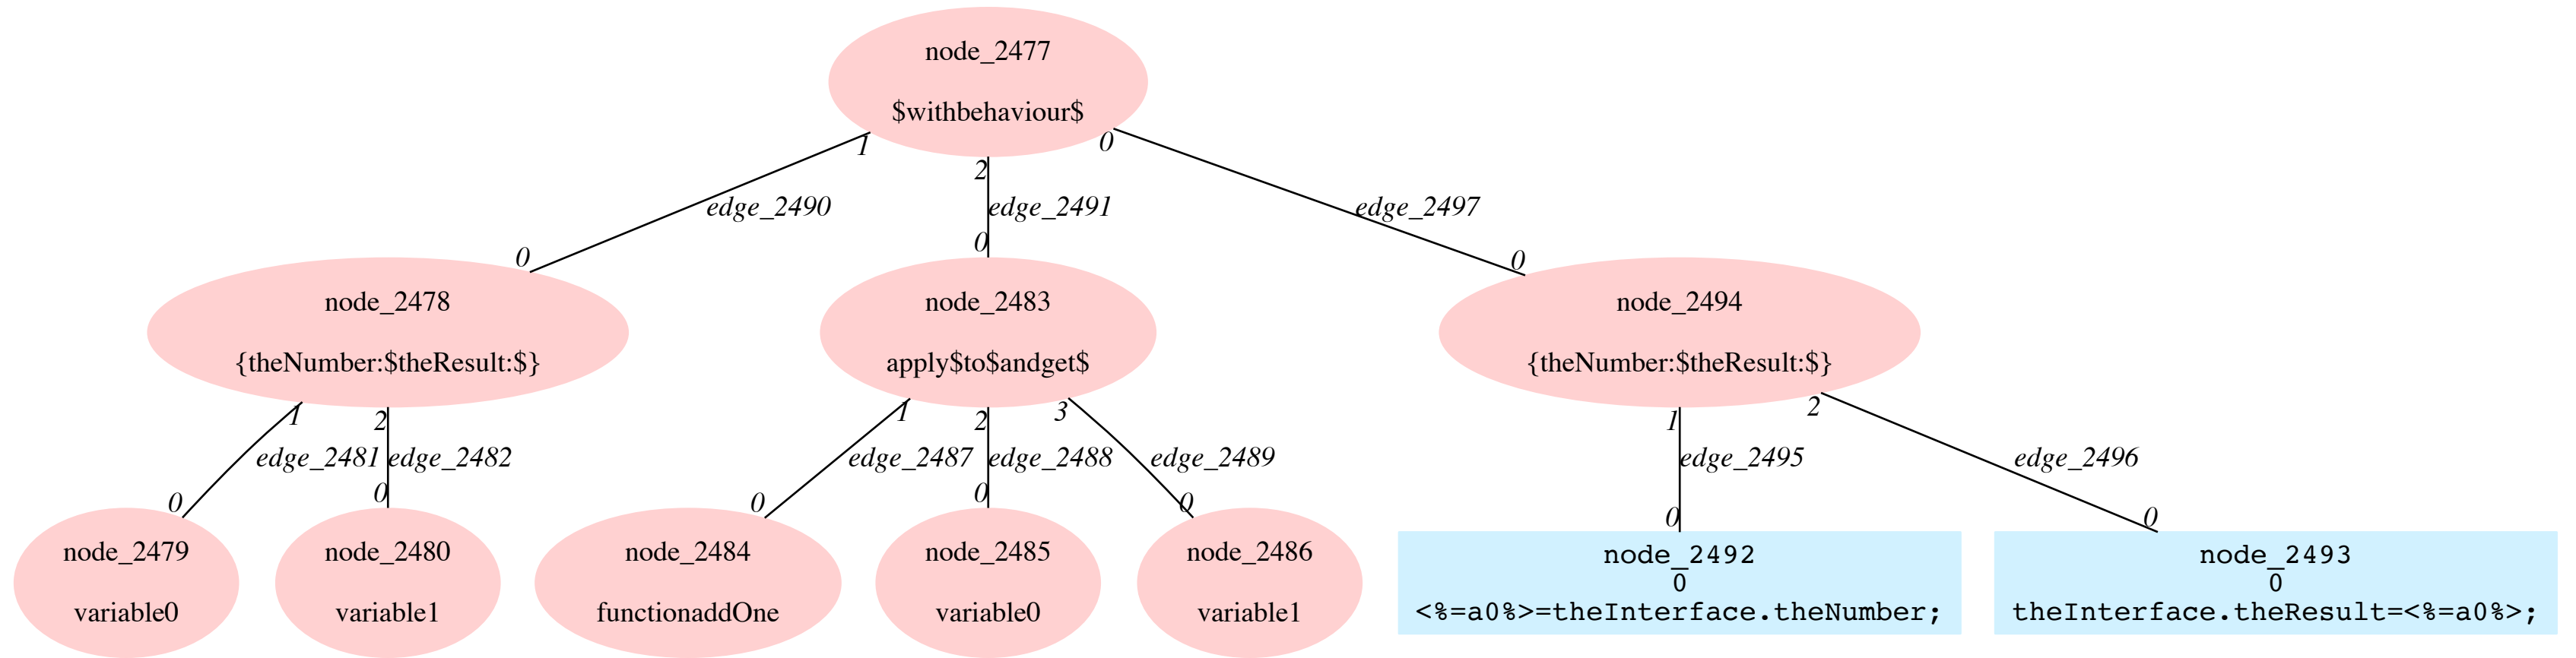 node_2477
$withbehaviour$
1
2
0
edge_2490
edge_2491
edge_2497
0
0
0
node_2478
{theNumber:$theResult:$}
node_2483
apply$to$andget$
node_2494
{theNumber:$theResult:$}
1
2
1
2
3
1
2
edge_2481
edge_2482
edge_2487
edge_2488
edge_2489
edge_2495
edge_2496
0
0
0
0
0
0
0
node_2479
variable0
node_2480
variable1
node_2484
functionaddOne
node_2485
variable0
node_2486
variable1
node_2492
0
<%=a0%>=theInterface.theNumber;
node_2493
0
theInterface.theResult=<%=a0%>;